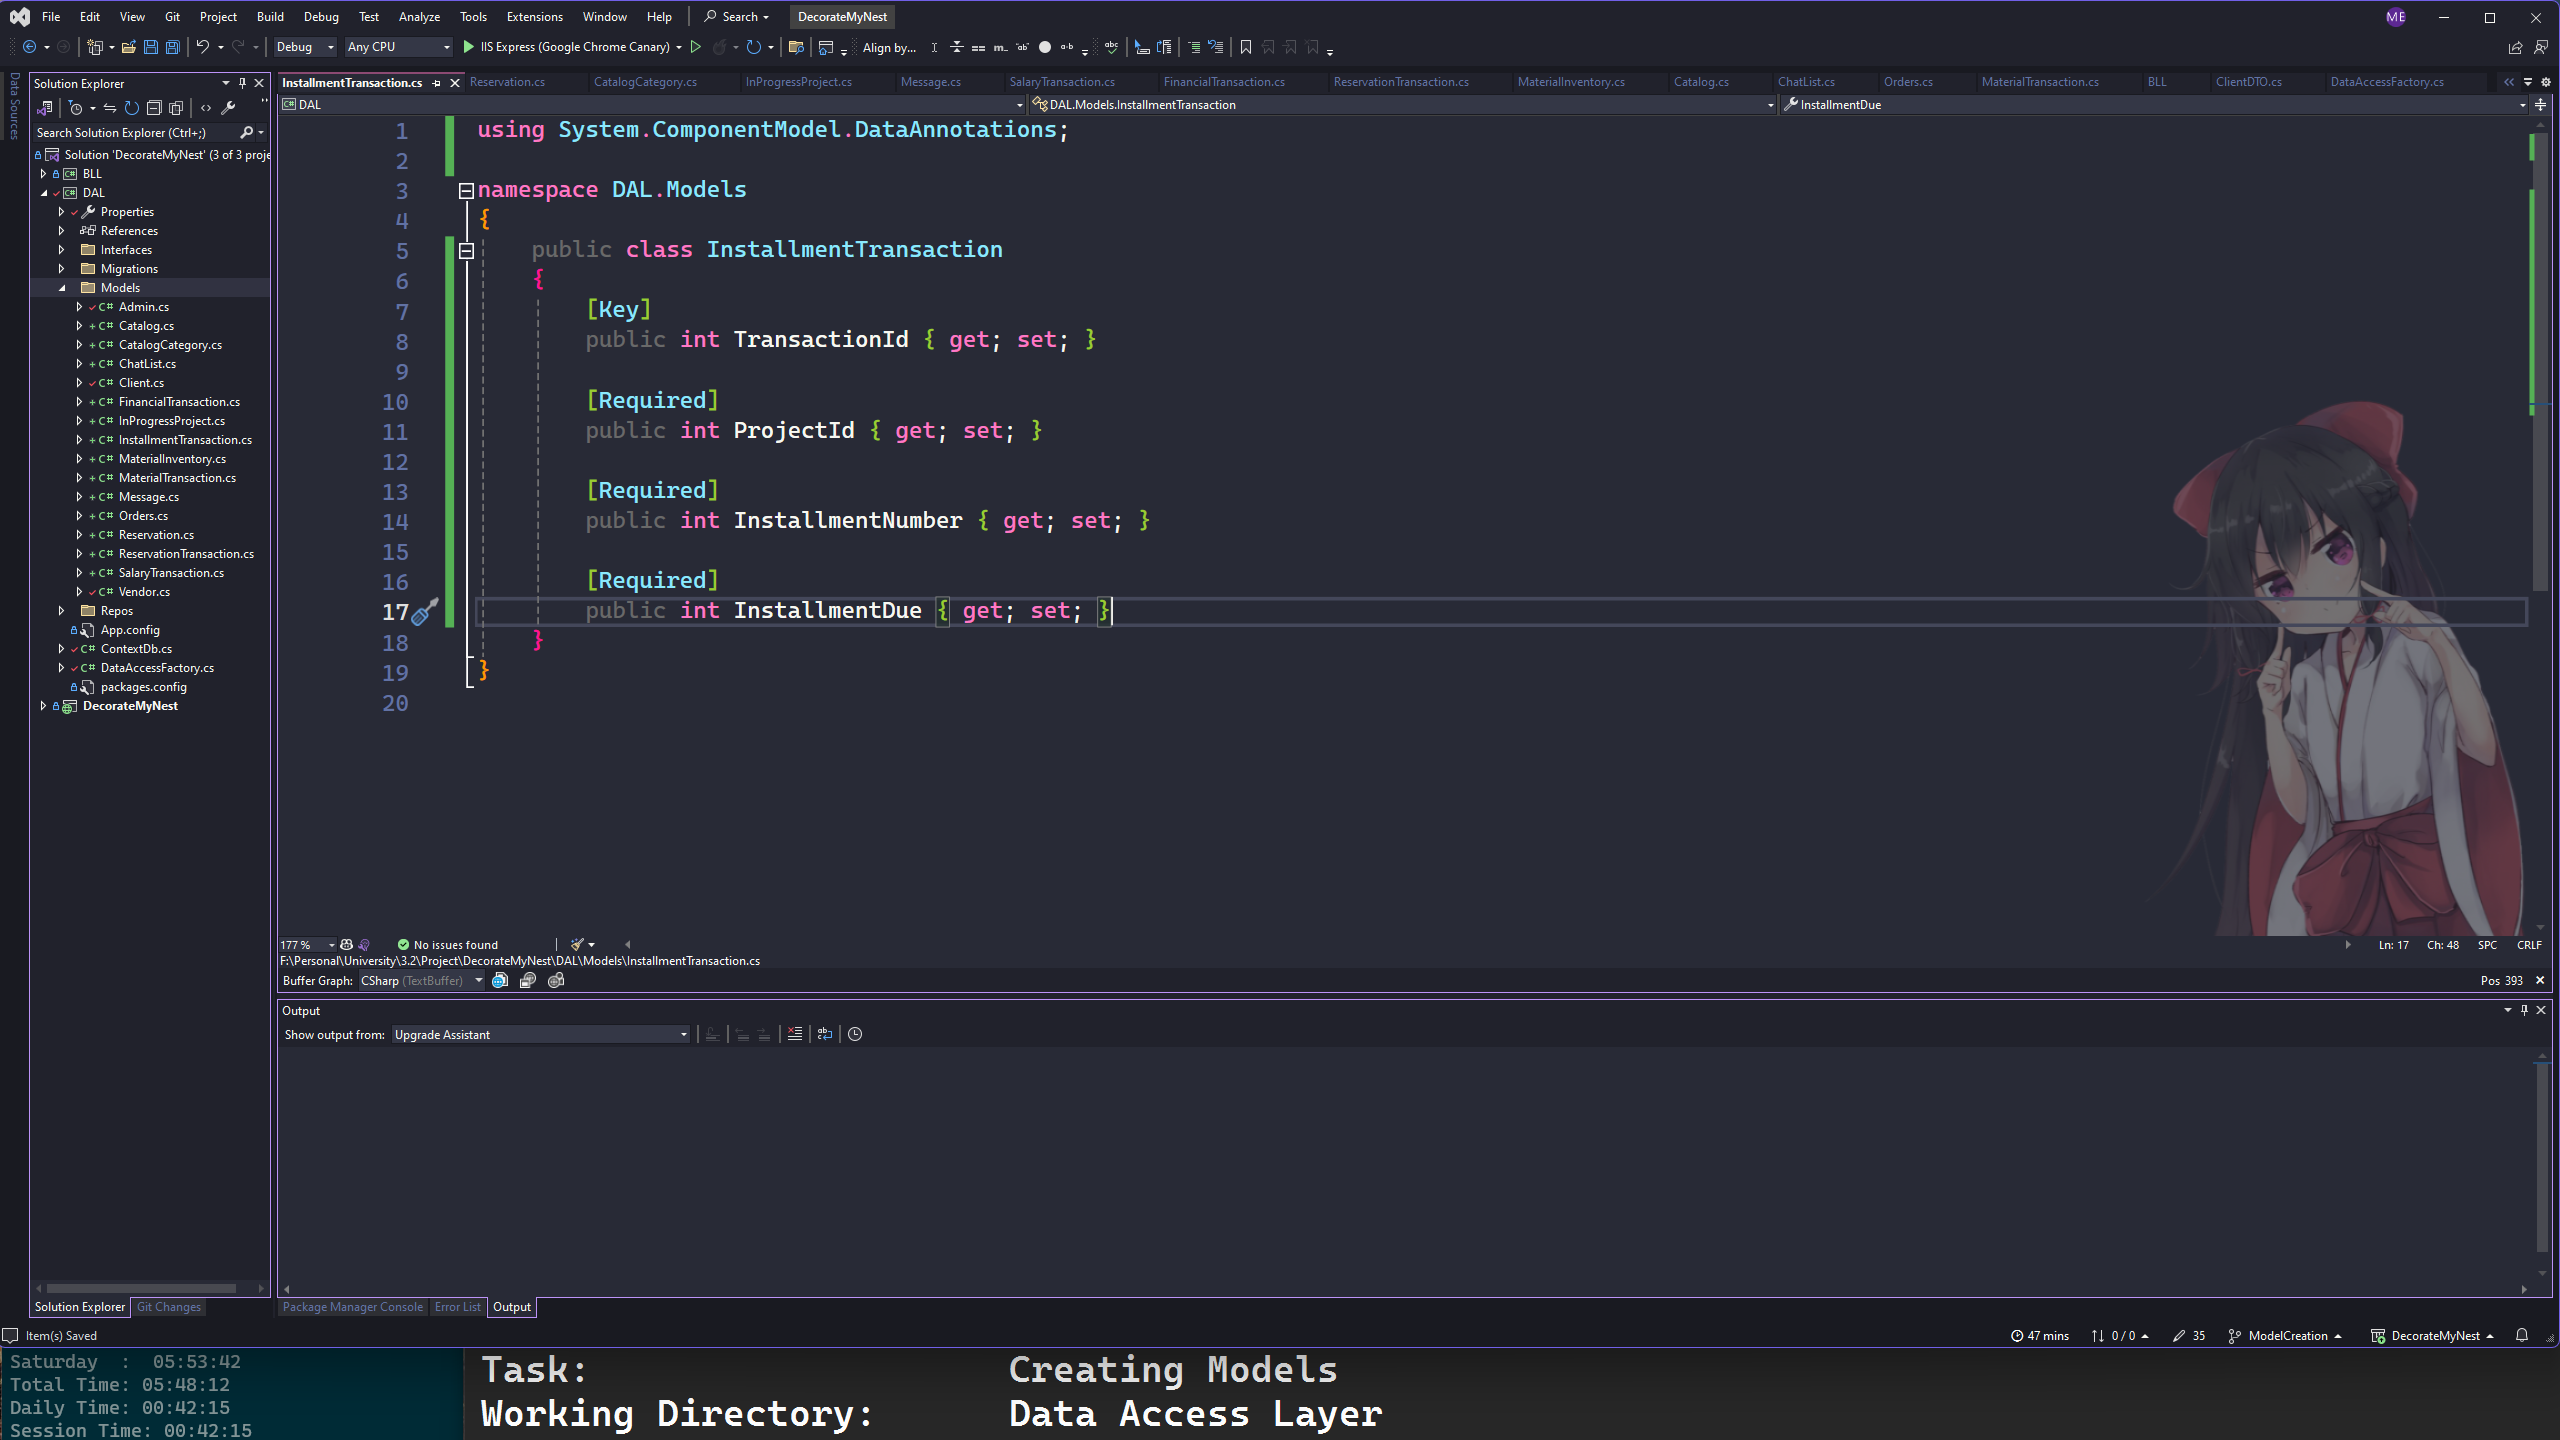 File Edit View Git Project Build Debug Test Analyze Tools Extensions Window Help Search DecorateMyNest ME
Debug Any CPU IIS Express (Google Chrome Canary) Align by...
Data Sources
Solution Explorer
Search Solution Explorer (Ctrl+;)
Solution 'DecorateMyNest' (3 of 3 proje
BLL
DAL
Properties
References
Interfaces
Migrations
Models
C# Admin.cs
C# Catalog.cs
C# CatalogCategory.cs
C# ChatList.cs
C# Client.cs
C# FinancialTransaction.cs
C# InProgressProject.cs
C# InstallmentTransaction.cs
C# MaterialInventory.cs
C# MaterialTransaction.cs
C# Message.cs
C# Orders.cs
C# Reservation.cs
C# ReservationTransaction.cs
C# SalaryTransaction.cs
C# Vendor.cs
Repos
App.config
C# ContextDb.cs
C# DataAccessFactory.cs
packages.config
DecorateMyNest
Solution Explorer Git Changes
InstallmentTransaction.cs Reservation.cs CatalogCategory.cs InProgressProject.cs Message.cs SalaryTransaction.cs FinancialTransaction.cs ReservationTransaction.cs MaterialInventory.cs Catalog.cs ChatList.cs Orders.cs MaterialTransaction.cs BLL ClientDTO.cs DataAccessFactory.cs
DAL DAL.Models.InstallmentTransaction InstallmentDue
1 using System.ComponentModel.DataAnnotations;
2
3 namespace DAL.Models
4 {
5 public class InstallmentTransaction
6 {
7 [Key]
8 public int TransactionId { get; set; }
9
10 [Required]
11 public int ProjectId { get; set; }
12
13 [Required]
14 public int InstallmentNumber { get; set; }
15
16 [Required]
17 public int InstallmentDue { get; set; }
18 }
19 }
20
177 % No issues found Ln: 17 Ch: 48 SPC CRLF
F:\Personal\University\3.2\Project\DecorateMyNest\DAL\Models\InstallmentTransaction.cs
Buffer Graph: CSharp (TextBuffer) Pos 393
Output
Show output from: Upgrade Assistant
Package Manager Console Error List Output
Item(s) Saved 47 mins 0 / 0 35 ModelCreation DecorateMyNest
Saturday : 05:53:42
Total Time: 05:48:12
Daily Time: 00:42:15
Session Time: 00:42:15
Task: Creating Models
Working Directory: Data Access Layer